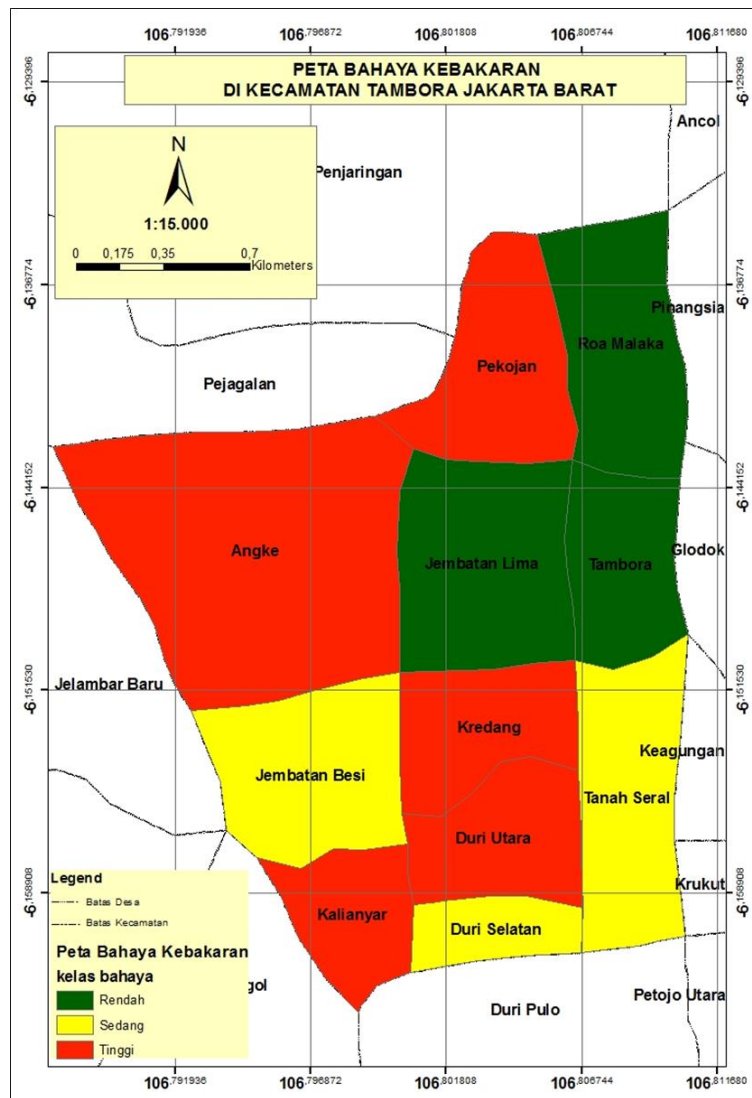 106.791936 106.796872 106.801808 106.806744 106.811680
-6.129396
PETA BAHAYA KEBAKARAN
DI KECAMATAN TAMBORA JAKARTA BARAT
-6.129396
Ancol
N
Penjaringan
1:15.000
0 0,175 0,35 0,7
Kilometers
-6.136774
-6.136774
Pinangsia
Roa Malaka
Pekojan
Pejagalan
-6.144152
-6.144152
Angke
Jembatan Lima
Tambora
Glodok
Jelambar Baru
-6.151530
-6.151530
Kredang
Keagungan
Jembatan Besi
Tanah Seral
Duri Utara
Legend
Batas Desa
Batas Kecamatan
-6.158908
-6.158908
Krukut
Kalianyar
Duri Selatan
Peta Bahaya Kebakaran
kelas bahaya
gol
Rendah
Sedang
Tinggi
Petojo Utara
Duri Pulo
106.791936 106.796872 106.801808 106.806744 106.811680